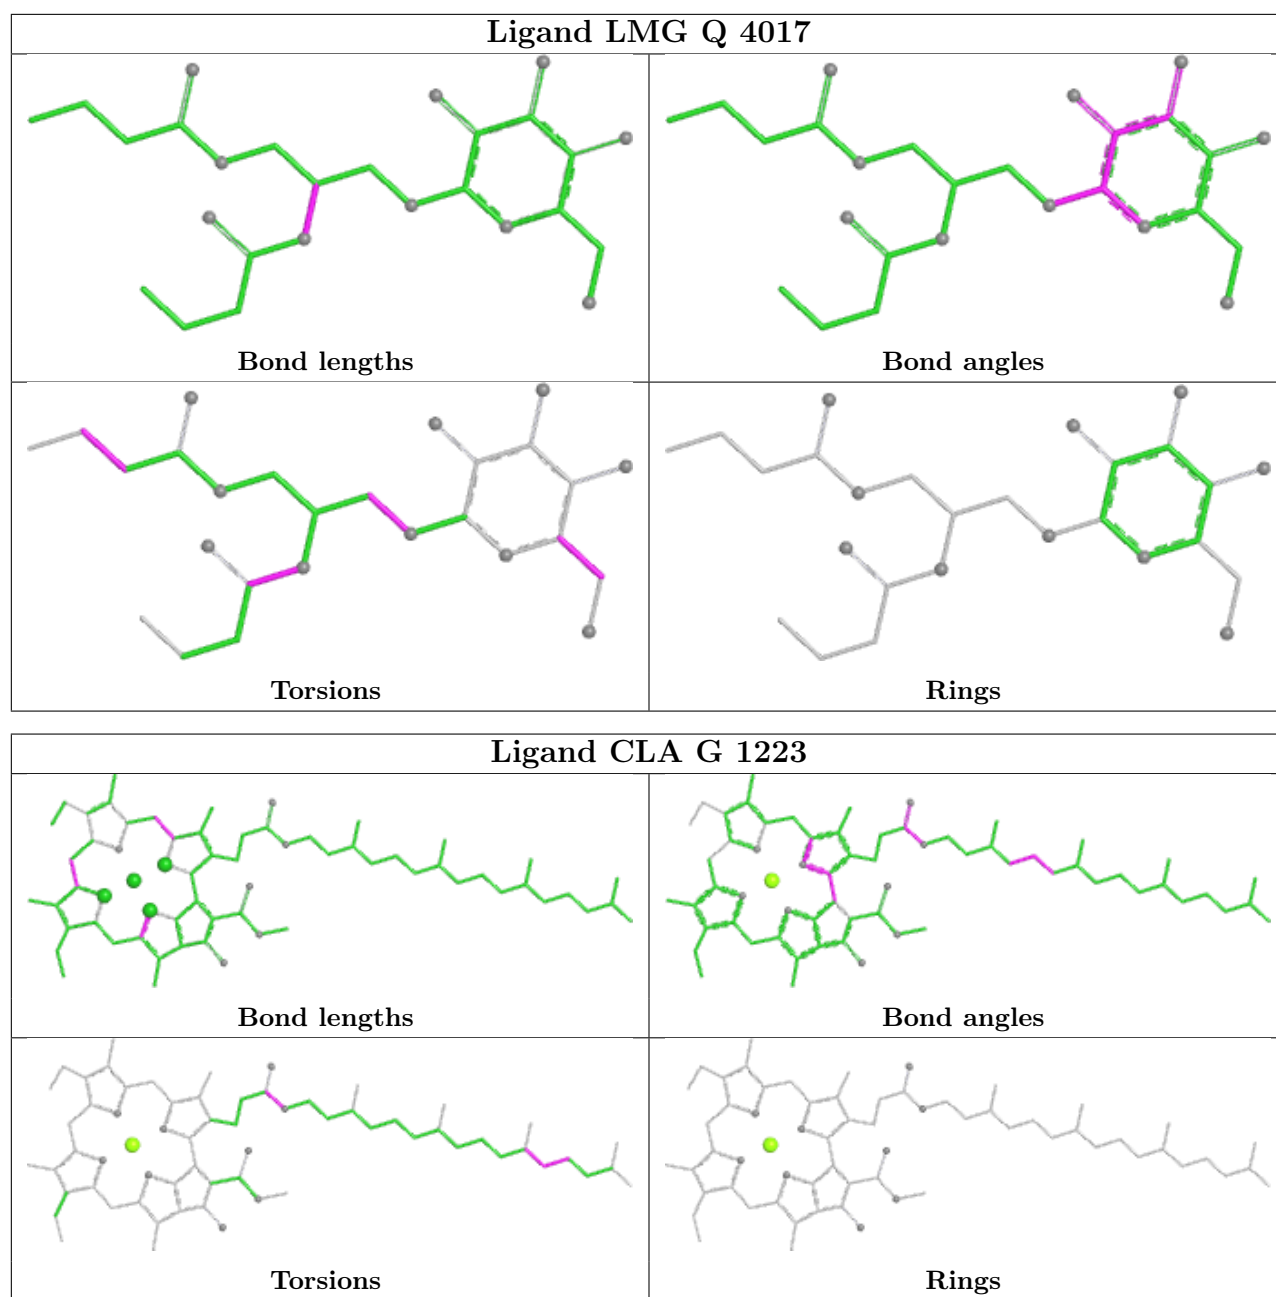 Ligand LMG Q 4017
Bond lengths
Bond angles
Torsions
Rings
Ligand CLA G 1223
Bond lengths
Bond angles
Torsions
Rings